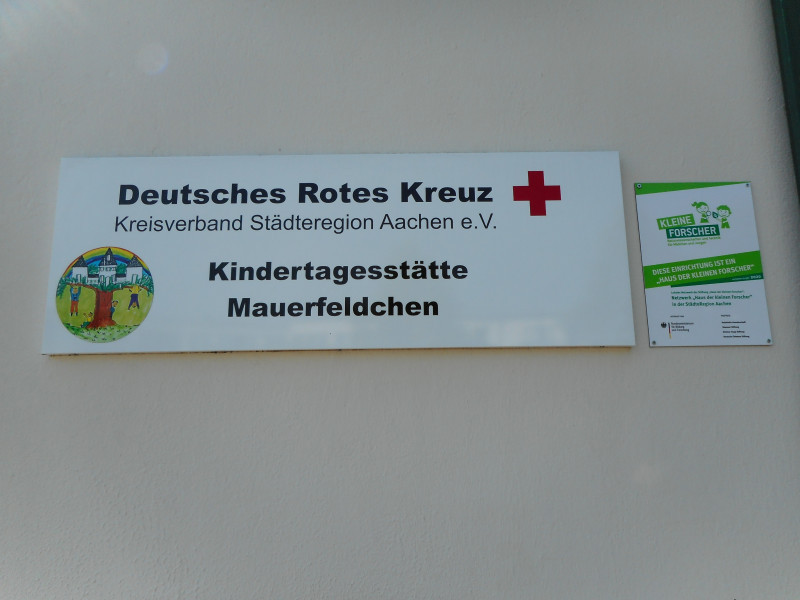 Deutsches Rotes Kreuz
Kreisverband Städteregion Aachen e.V.
Kindertagesstätte
Mauerfeldchen
KLEINE
FORSCHER
DIESE EINRICHTUNG IST EIN
„HAUS DER KLEINEN FORSCHER“
Netzwerk „Haus der kleinen Forscher“
in der StädteRegion Aachen